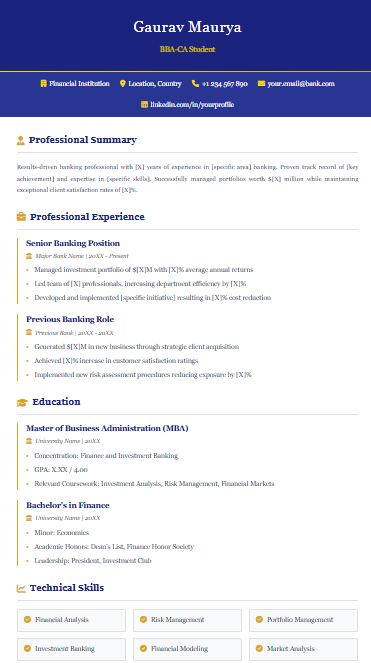 Gaurav Maurya
BBA-CA Student
Financial Institution Location, Country +1 234 567 890 your.email@bank.com
linkedin.com/in/yourprofile
Professional Summary
Results-driven banking professional with [X] years of experience in [specific area] banking. Proven track record of [key
achievement] and expertise in [specific skills]. Successfully managed portfolios worth $[X] million while maintaining
exceptional client satisfaction rates of [X]%.
Professional Experience
Senior Banking Position
Major Bank Name | 20XX - Present
Managed investment portfolio of $[X]M with [X]% average annual returns
Led team of [X] professionals, increasing department efficiency by [X]%
Developed and implemented [specific initiative] resulting in [X]% cost reduction
Previous Banking Role
Previous Bank | 20XX - 20XX
Generated $[X]M in new business through strategic client acquisition
Achieved [X]% increase in customer satisfaction ratings
Implemented new risk assessment procedures reducing exposure by [X]%
Education
Master of Business Administration (MBA)
University Name | 20XX
Concentration: Finance and Investment Banking
GPA: X.XX / 4.00
Relevant Coursework: Investment Analysis, Risk Management, Financial Markets
Bachelor's in Finance
University Name | 20XX
Minor: Economics
Academic Honors: Dean's List, Finance Honor Society
Leadership: President, Investment Club
Technical Skills
Financial Analysis Risk Management Portfolio Management
Investment Banking Financial Modeling Market Analysis